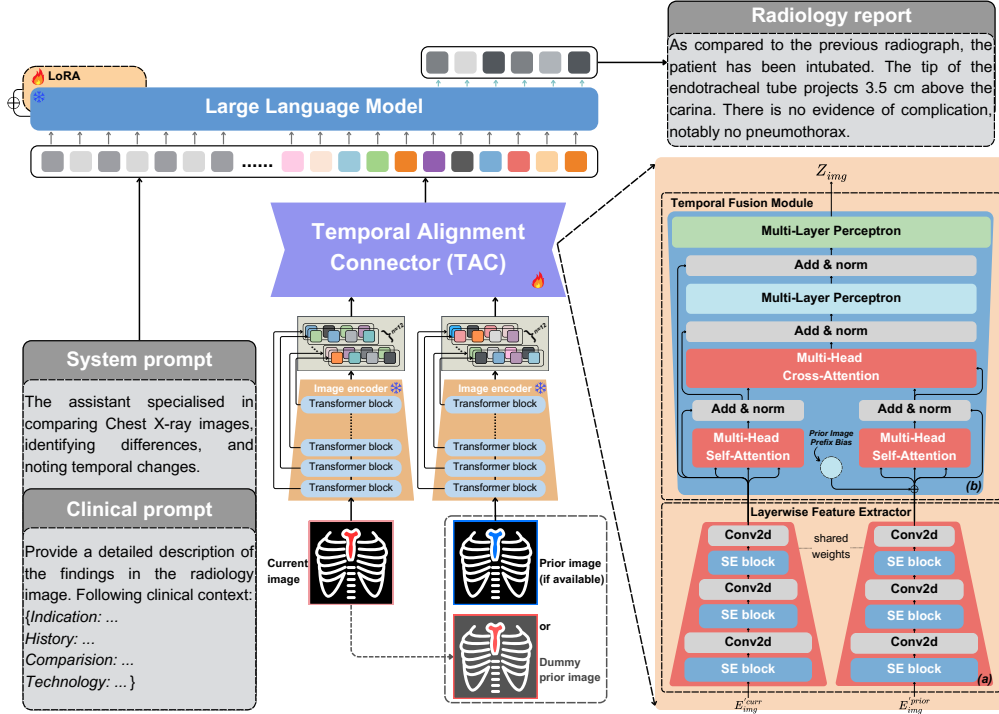 Radiology report
As compared to the previous radiograph, the
patient has been intubated. The tip of the
endotracheal tube projects 3.5 cm above the
carina. There is no evidence of complication,
notably no pneumothorax.
LoRA
Large Language Model
......
Temporal Alignment
Connector (TAC)
n=12
n=12
Image encoder
Transformer block
Transformer block
Transformer block
Transformer block
Image encoder
Transformer block
Transformer block
Transformer block
Transformer block
Current
image
Prior image
(if available)
or
Dummy
prior image
System prompt
The assistant specialised in
comparing Chest X-ray images,
identifying differences, and
noting temporal changes.
Clinical prompt
Provide a detailed description of
the findings in the radiology
image. Following clinical context:
{Indication: ...
History: ...
Comparision: ...
Technology: ... }
Z_img
Temporal Fusion Module
Multi-Layer Perceptron
Add & norm
Multi-Layer Perceptron
Add & norm
Multi-Head
Cross-Attention
Add & norm
Add & norm
Multi-Head
Self-Attention
Prior Image
Prefix Bias
Multi-Head
Self-Attention
(b)
Layerwise Feature Extractor
Conv2d
SE block
Conv2d
SE block
Conv2d
SE block
shared
weights
Conv2d
SE block
Conv2d
SE block
Conv2d
SE block
(a)
E'^curr_img
E'^prior_img